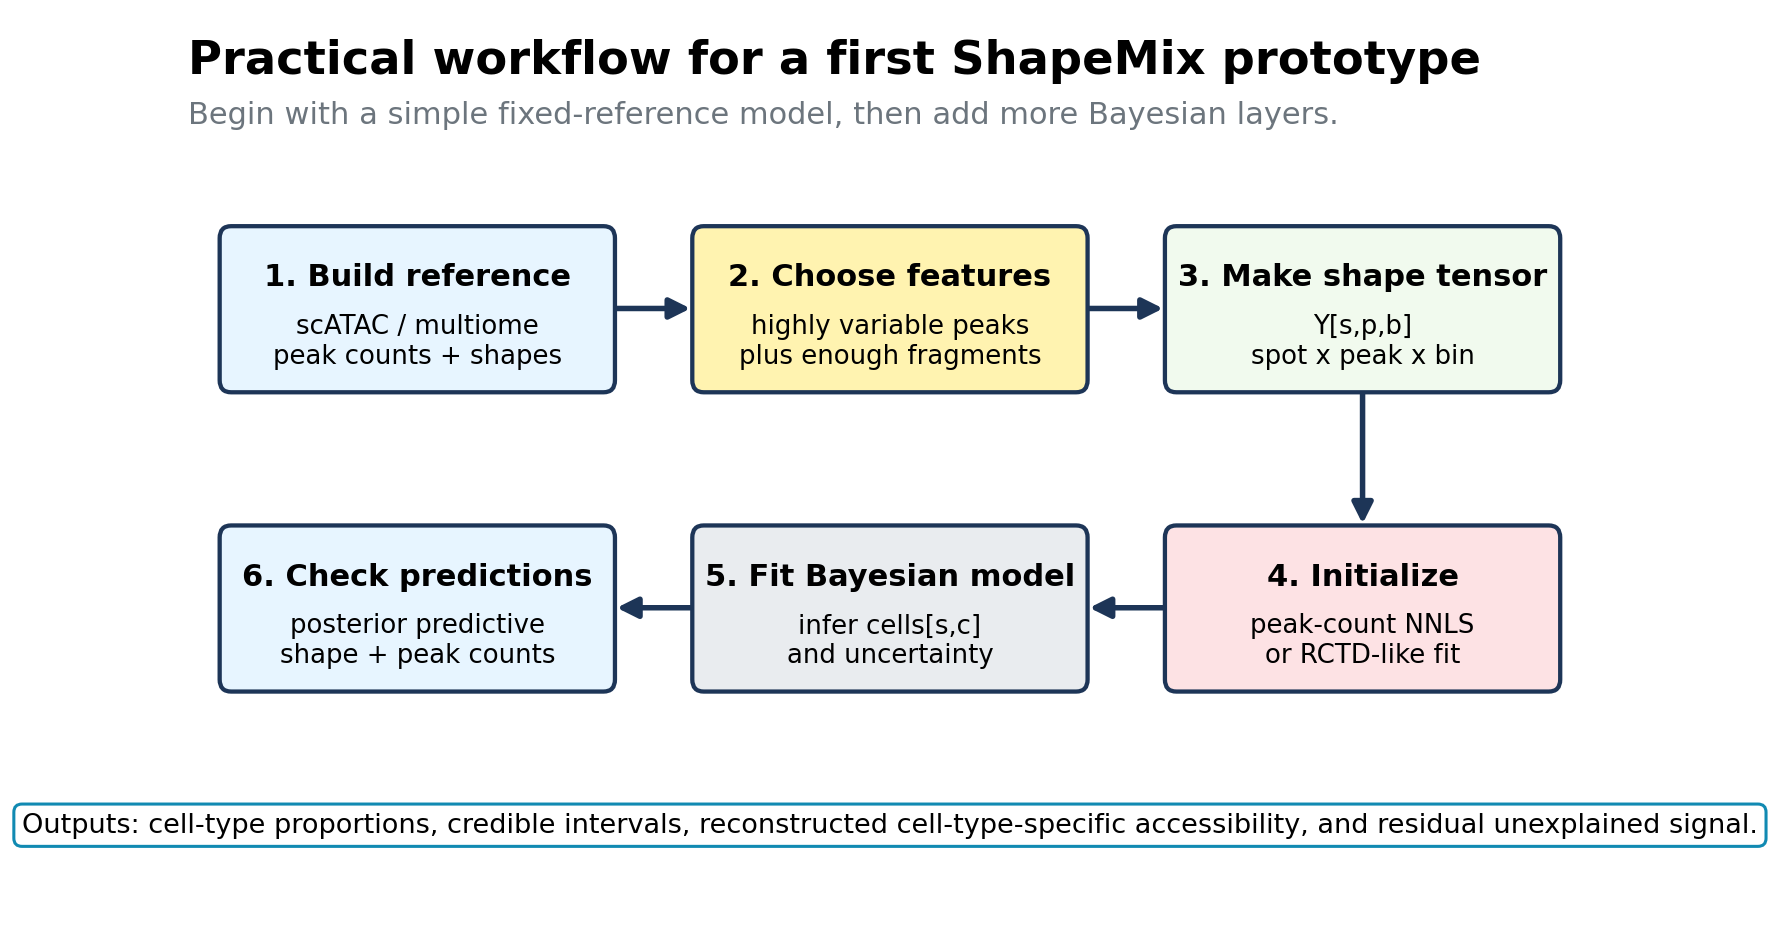 Practical workflow for a first ShapeMix prototype
Begin with a simple fixed-reference model, then add more Bayesian layers.
1. Build reference
scATAC / multiome
peak counts + shapes
2. Choose features
highly variable peaks
plus enough fragments
3. Make shape tensor
Y[s,p,b]
spot x peak x bin
4. Initialize
peak-count NNLS
or RCTD-like fit
5. Fit Bayesian model
infer cells[s,c]
and uncertainty
6. Check predictions
posterior predictive
shape + peak counts
Outputs: cell-type proportions, credible intervals, reconstructed cell-type-specific accessibility, and residual unexplained signal.